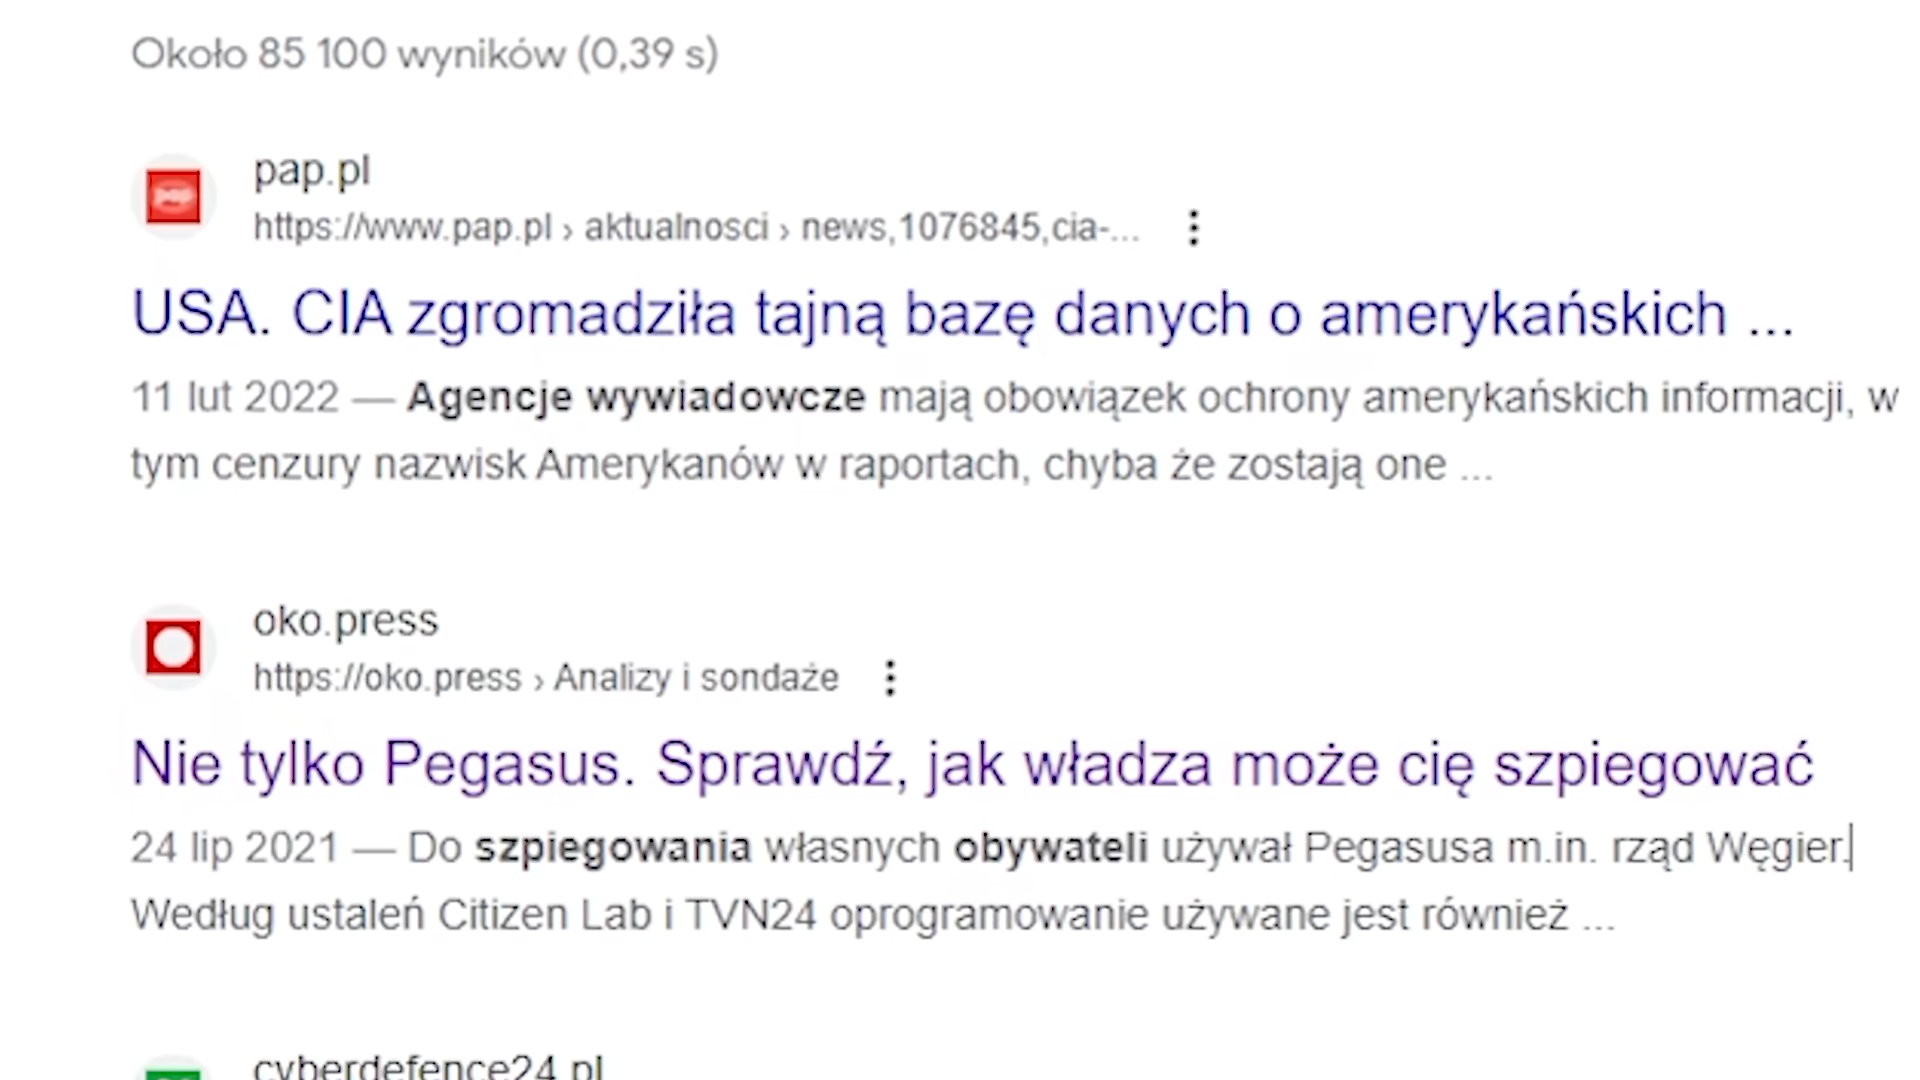 Około 85 100 wyników (0,39 s)
pap.pl
https://www.pap.pl › aktualnosci › news,1076845,cia-...
USA. CIA zgromadziła tajną bazę danych o amerykańskich ...
11 lut 2022 — Agencje wywiadowcze mają obowiązek ochrony amerykańskich informacji, w
tym cenzury nazwisk Amerykanów w raportach, chyba że zostają one ...
oko.press
https://oko.press › Analizy i sondaże
Nie tylko Pegasus. Sprawdź, jak władza może cię szpiegować
24 lip 2021 — Do szpiegowania własnych obywateli używał Pegasusa m.in. rząd Węgier.
Według ustaleń Citizen Lab i TVN24 oprogramowanie używane jest również ...
cyberdefence24.pl